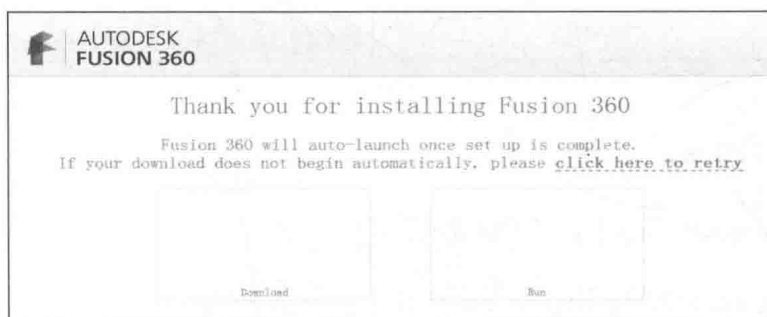 AUTODESK
FUSION 360
Thank you for installing Fusion 360
Fusion 360 will auto-launch once set up is complete.
If your download does not begin automatically, please click here to retry
Download
Run